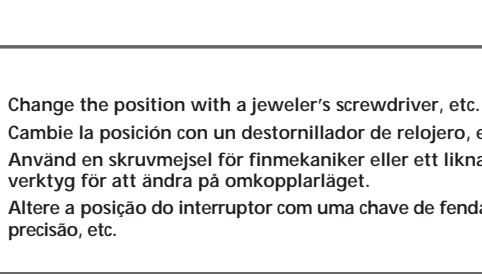 Change the position with a jeweler's screwdriver, etc.
Cambie la posición con un destornillador de relojero,
Använd en skruvmejsel för finmekaniker eller ett
verktyg för att ändra på omkopplarläget.
Altere a posição do interruptor com uma chave de
precisão, etc.